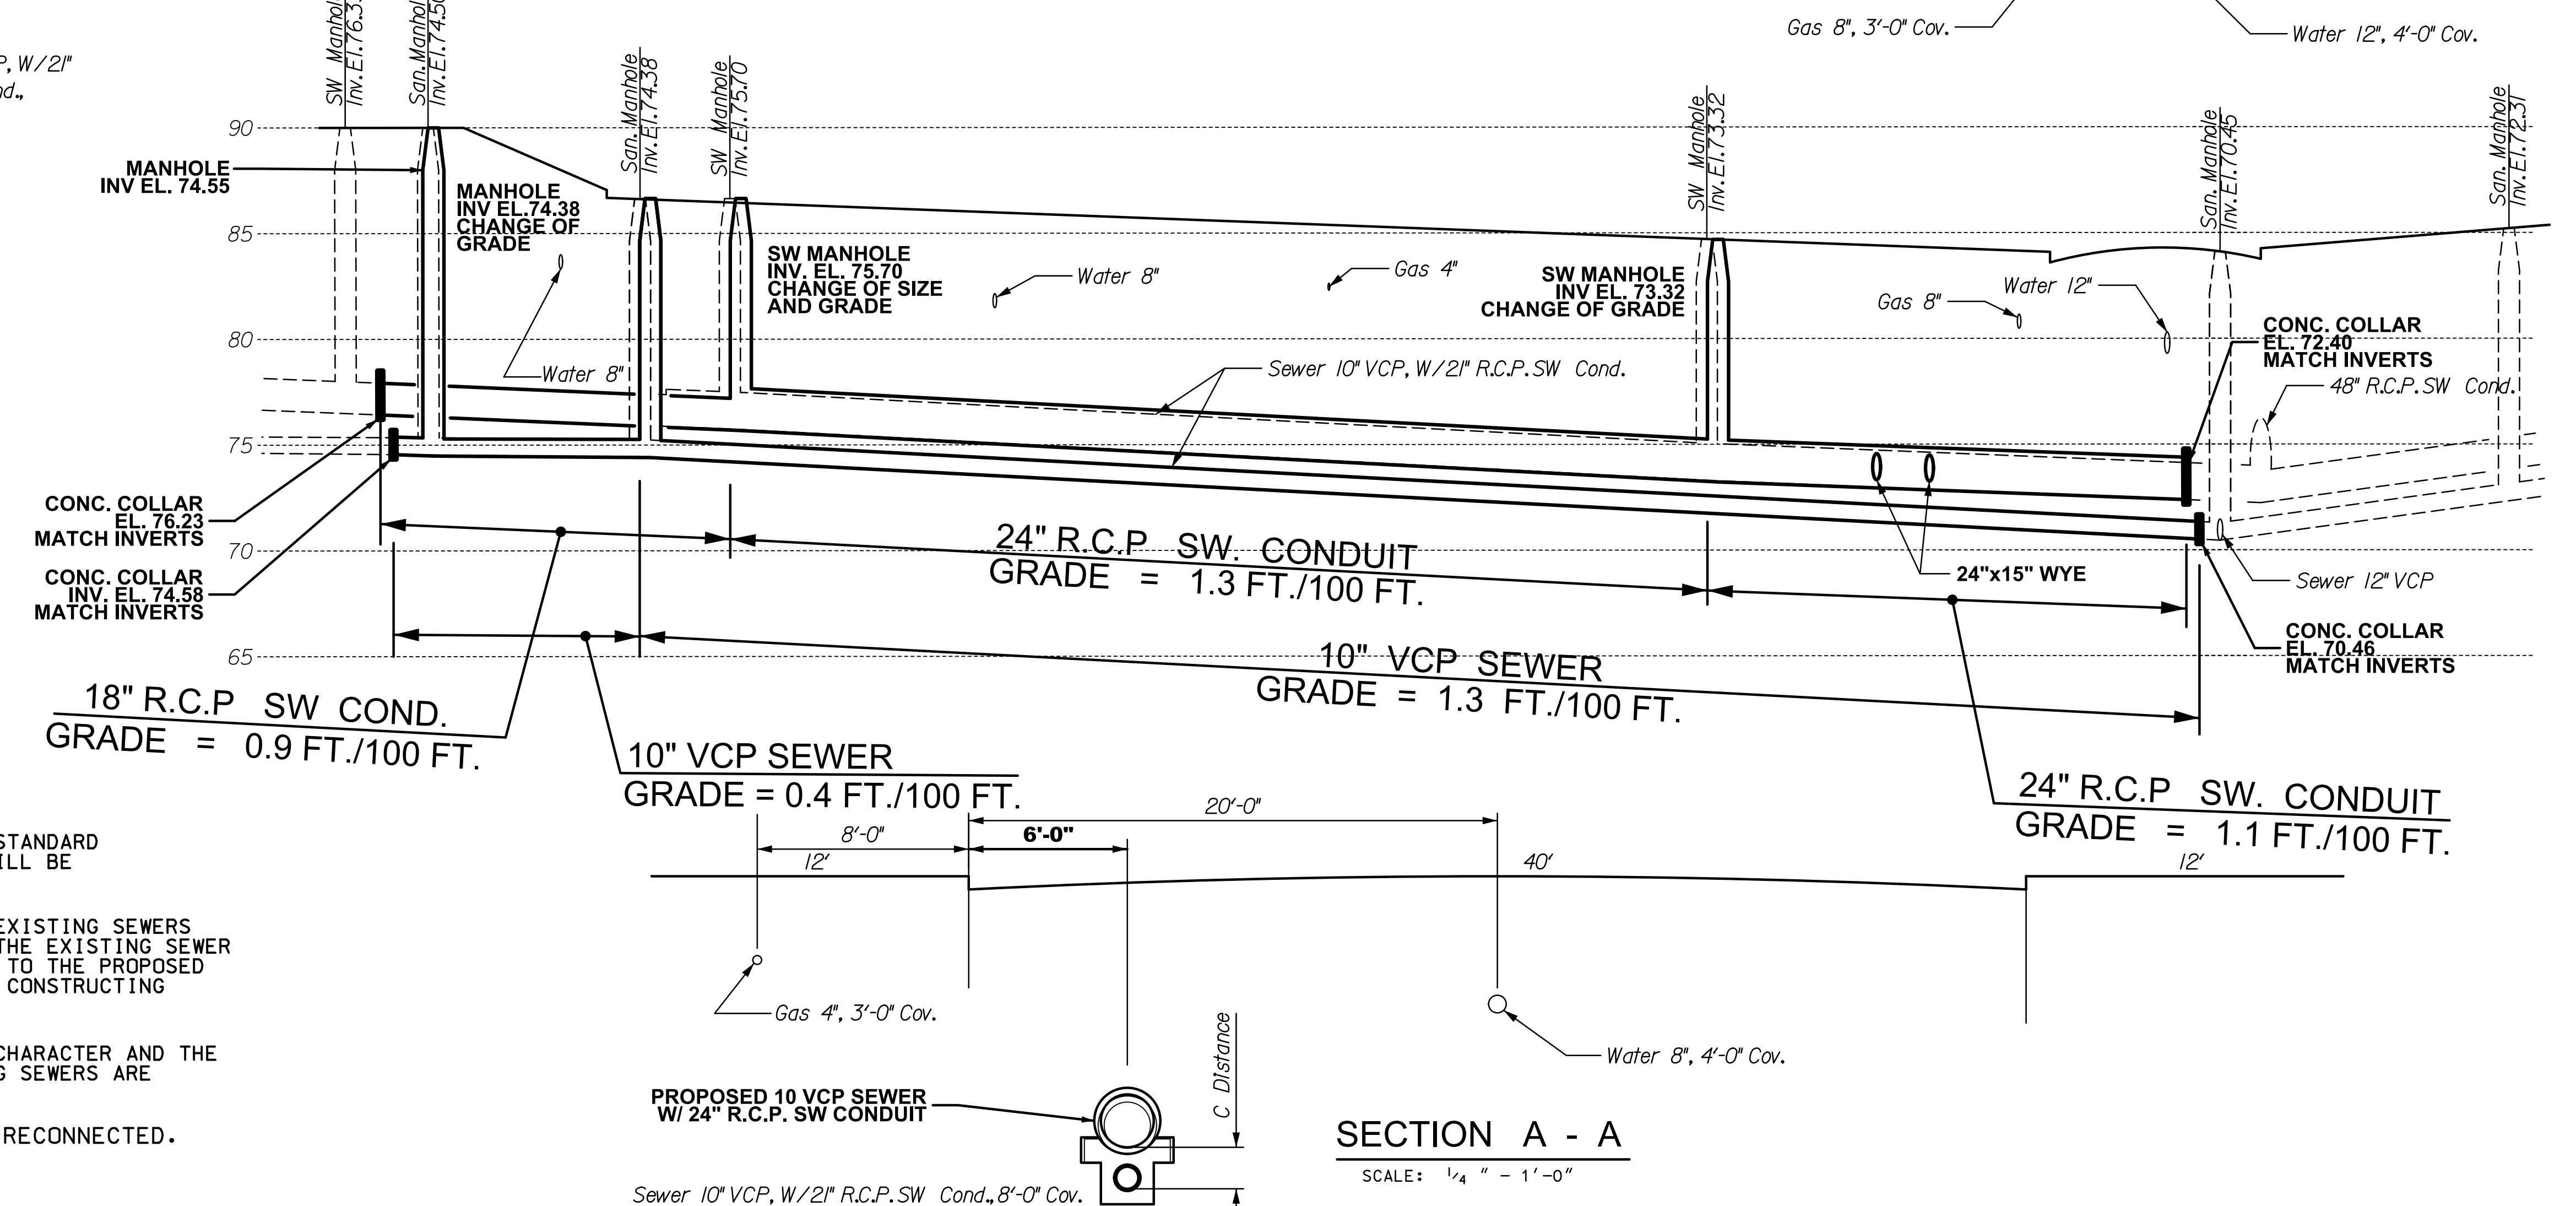 P, W/21"
nd.,
SW Manhole
Inv.El.76.3
San.Manhole
Inv.El.74.50
San.Manhole
Inv.El.74.38
SW Manhole
Inv.El.75.70
SW Manhole
Inv.El.73.32
San.Manhole
Inv.El.70.45
San.Manhole
Inv.El.72.31
Gas 8", 3'-0" Cov.
Water 12", 4'-0" Cov.
90
85
80
75
70
65
MANHOLE
INV EL. 74.55
MANHOLE
INV EL.74.38
CHANGE OF
GRADE
Water 8"
SW MANHOLE
INV. EL. 75.70
CHANGE OF SIZE
AND GRADE
Water 8"
Gas 4"
SW MANHOLE
INV EL. 73.32
CHANGE OF GRADE
Gas 8"
Water 12"
CONC. COLLAR
EL. 72.40
MATCH INVERTS
48" R.C.P. SW Cond.
Sewer 10" VCP, W/21" R.C.P. SW Cond.
CONC. COLLAR
EL. 76.23
MATCH INVERTS
CONC. COLLAR
INV. EL. 74.58
MATCH INVERTS
24" R.C.P SW. CONDUIT
GRADE = 1.3 FT./100 FT.
24"x15" WYE
Sewer 12" VCP
CONC. COLLAR
EL. 70.46
MATCH INVERTS
10" VCP SEWER
GRADE = 1.3 FT./100 FT.
18" R.C.P SW COND.
GRADE = 0.9 FT./100 FT.
10" VCP SEWER
GRADE = 0.4 FT./100 FT.
24" R.C.P SW. CONDUIT
GRADE = 1.1 FT./100 FT.
STANDARD
ILL BE
EXISTING SEWERS
THE EXISTING SEWER
TO THE PROPOSED
CONSTRUCTING
CHARACTER AND THE
G SEWERS ARE
RECONNECTED.
20'-0"
8'-0"
6'-0"
12'
40'
12'
Gas 4", 3'-0" Cov.
Water 8", 4'-0" Cov.
C Distance
PROPOSED 10 VCP SEWER
W/ 24" R.C.P. SW CONDUIT
Sewer 10" VCP, W/21" R.C.P. SW Cond., 8'-0" Cov.
SECTION A - A
SCALE: 1/4 " - 1'-0"